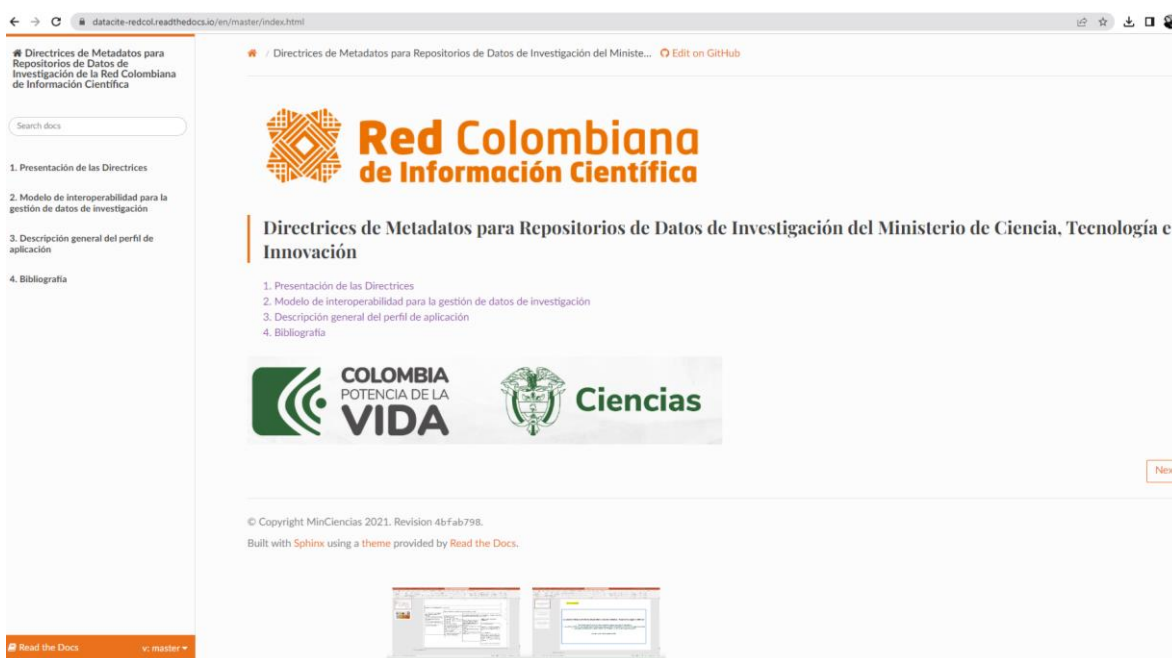 datacite-redcol.readthedocs.io/en/master/index.html
Directrices de Metadatos para
Repositorios de Datos de
Investigación de la Red Colombiana
de Información Científica
Search docs
1. Presentación de las Directrices
2. Modelo de interoperabilidad para la
gestión de datos de investigación
3. Descripción general del perfil de
aplicación
4. Bibliografía
Read the Docs
v: master
/ Directrices de Metadatos para Repositorios de Datos de Investigación del Ministe... Edit on GitHub
Red Colombiana
de Información Científica
Directrices de Metadatos para Repositorios de Datos de Investigación del Ministerio de Ciencia, Tecnología e
Innovación
1. Presentación de las Directrices
2. Modelo de interoperabilidad para la gestión de datos de investigación
3. Descripción general del perfil de aplicación
4. Bibliografía
COLOMBIA
POTENCIA DE LA
VIDA
Ciencias
Nex
© Copyright MinCiencias 2021. Revision 4bfab798.
Built with Sphinx using a theme provided by Read the Docs.